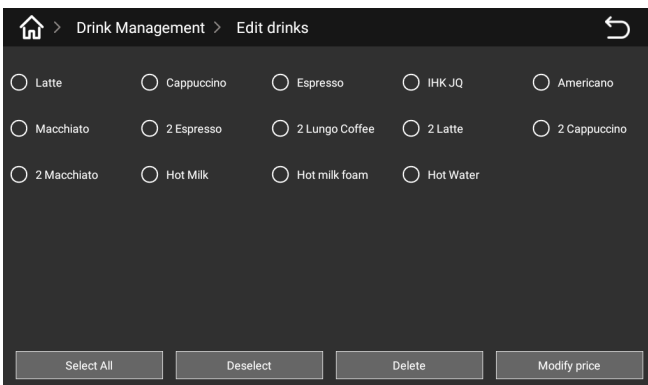 > Drink Management > Edit drinks
Latte Cappuccino Espresso IHK JQ Americano
Macchiato 2 Espresso 2 Lungo Coffee 2 Latte 2 Cappuccino
2 Macchiato Hot Milk Hot milk foam Hot Water
Select All Deselect Delete Modify price